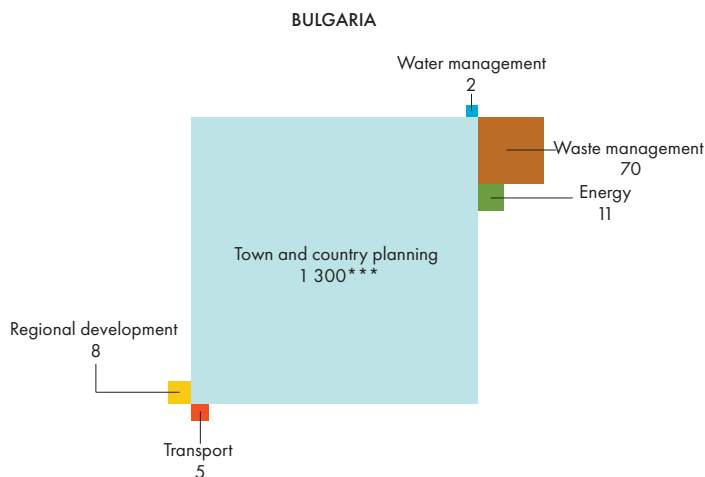 BULGARIA
Water management
2
Waste management
70
Energy
11
Town and country planning
1 300***
Regional development
8
Transport
5